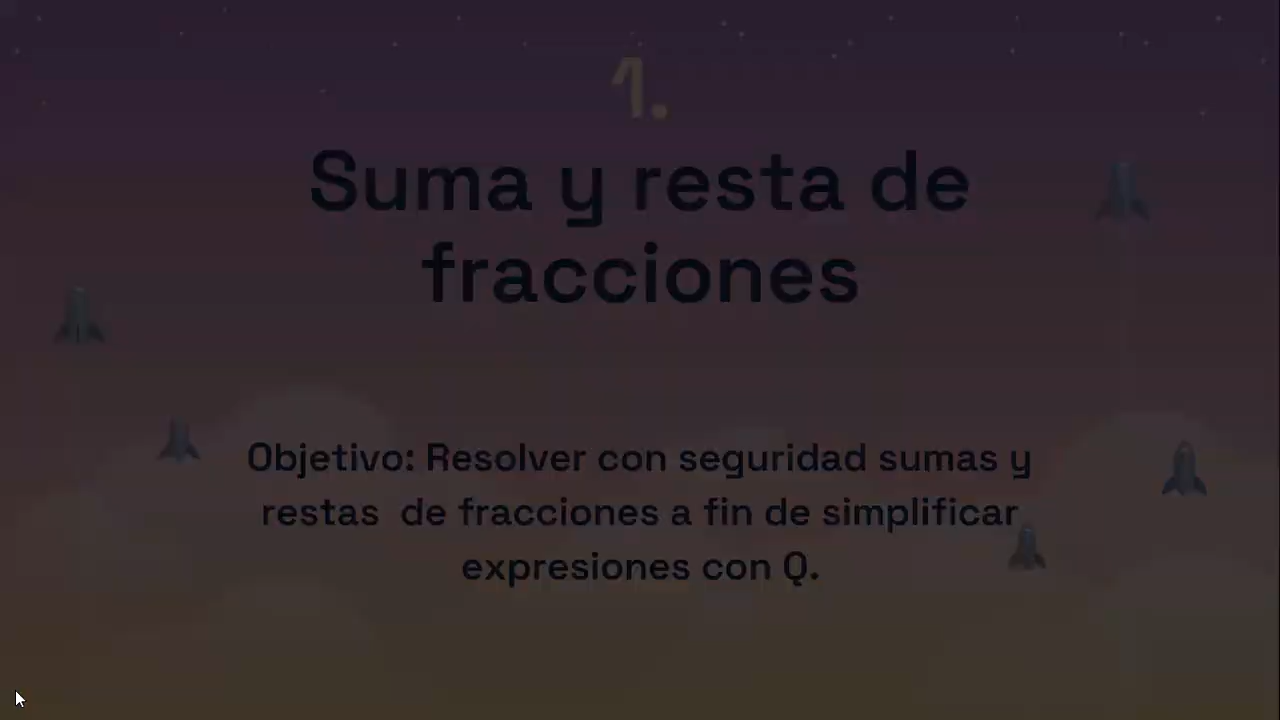 1.
Suma y resta de
fracciones
Objetivo: Resolver con seguridad sumas y
restas de fracciones a fin de simplificar
expresiones con Q.